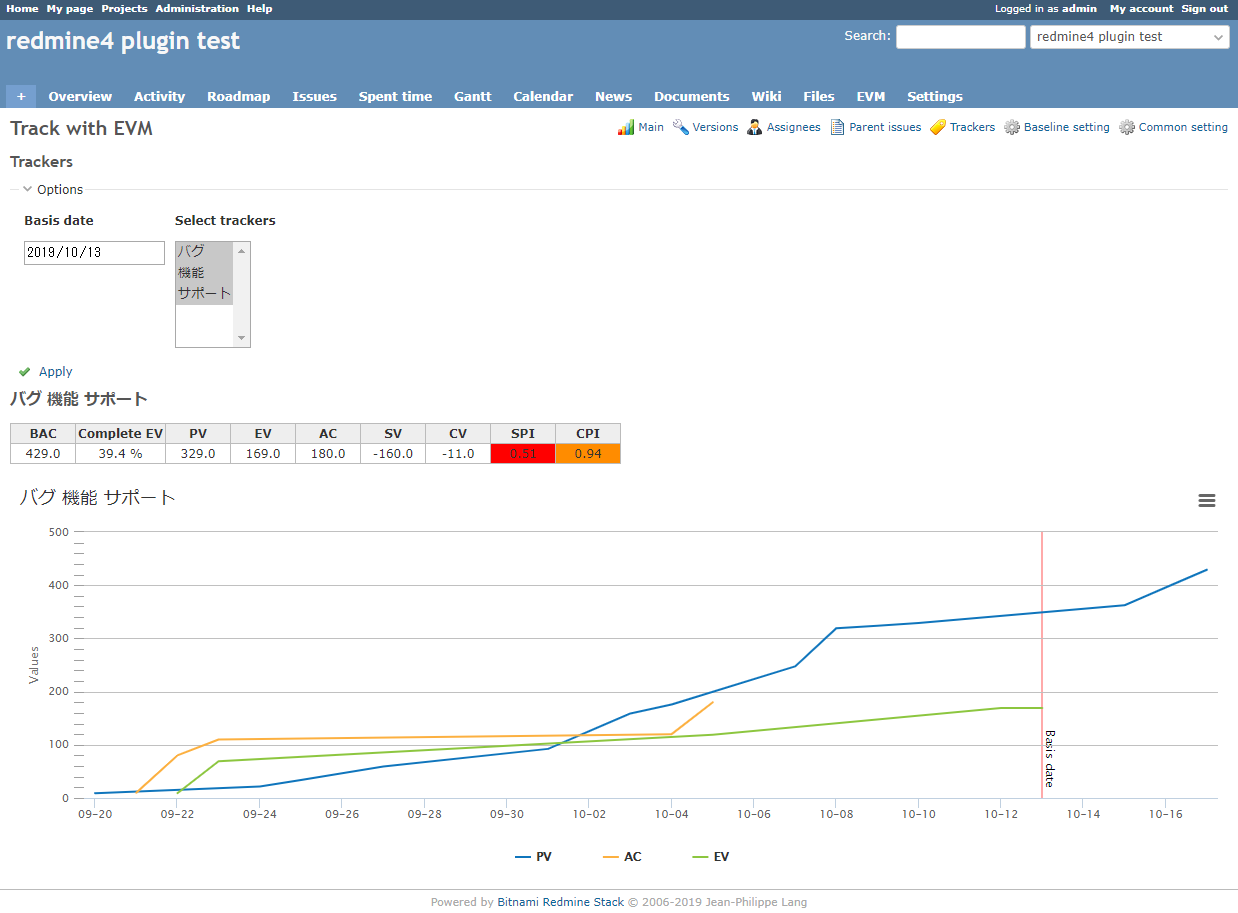 Home My page Projects Administration Help
Logged in as admin My account Sign out
redmine4 plugin test
Search: redmine4 plugin test
+ Overview Activity Roadmap Issues Spent time Gantt Calendar News Documents Wiki Files EVM Settings
Track with EVM
Main Versions Assignees Parent issues Trackers Baseline setting Common setting
Trackers
Options
Basis date Select trackers
2019/10/13
バグ
機能
サポート
Apply
バグ 機能 サポート
BAC Complete EV PV EV AC SV CV SPI CPI
429.0 39.4 % 329.0 169.0 180.0 -160.0 -11.0 0.51 0.94
バグ 機能 サポート
500
400
300
200
100
0
Values
Basis date
09-20 09-22 09-24 09-26 09-28 09-30 10-02 10-04 10-06 10-08 10-10 10-12 10-14 10-16
PV AC EV
Powered by Bitnami Redmine Stack © 2006-2019 Jean-Philippe Lang